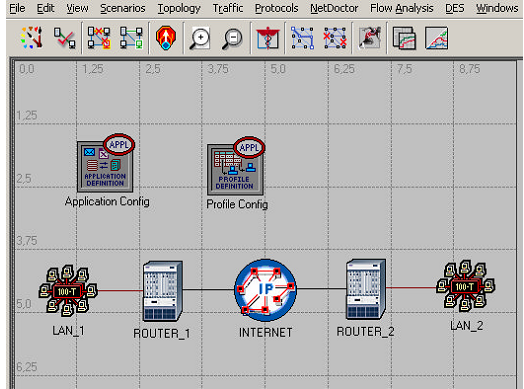 File Edit View Scenarios Topology Traffic Protocols NetDoctor Flow Analysis DES Windows
0,0 1,25 2,5 3,75 5,0 6,25 7,5 8,75
1,25
APPL APPL
APPLICATION DEFINITION
PROFILE DEFINITION
2,5
Application Config Profile Config
3,75
100-T IP 100-T
5,0
LAN_1 ROUTER_1 INTERNET ROUTER_2 LAN_2
6,25